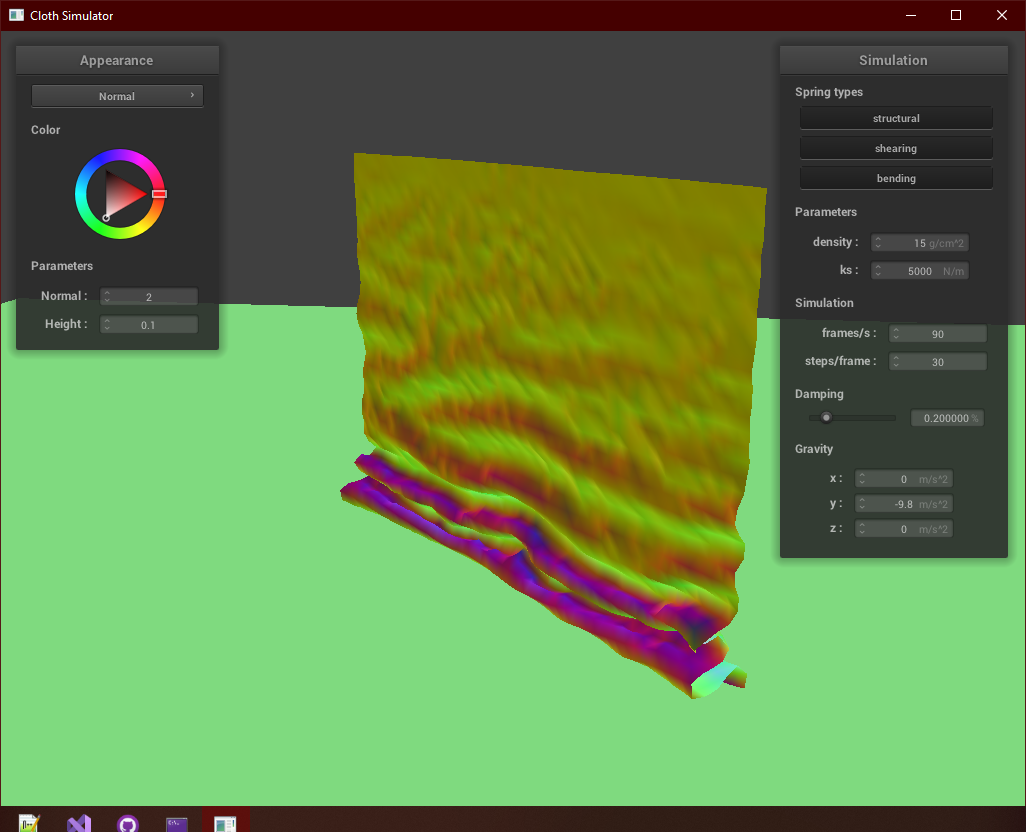 Cloth Simulator
Appearance
Normal
Color
Parameters
Normal : 2
Height : 0.1
Simulation
Spring types
structural
shearing
bending
Parameters
density : 15 g/cm^2
ks : 5000 N/m
Simulation
frames/s : 90
steps/frame : 30
Damping
0.200000 %
Gravity
x : 0 m/s^2
y : -9.8 m/s^2
z : 0 m/s^2